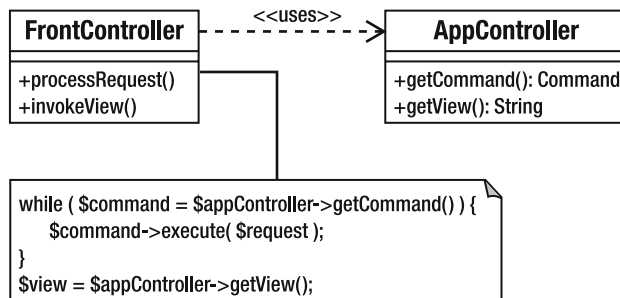 FrontController
<<uses>>
AppController
+processRequest()
+invokeView()
+getCommand(): Command
+getView(): String
while ( $command = $appController->getCommand() ) {
$command->execute( $request );
}
$view = $appController->getView();